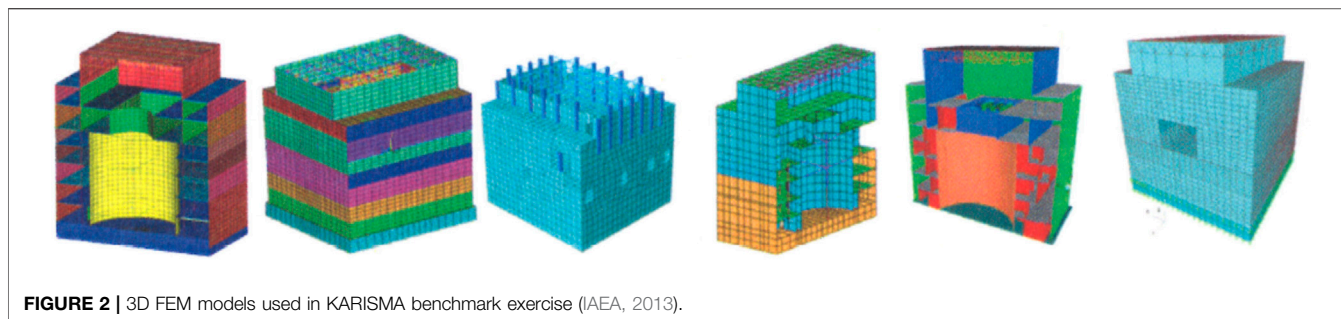 FIGURE 2 | 3D FEM models used in KARISMA benchmark exercise (IAEA, 2013).